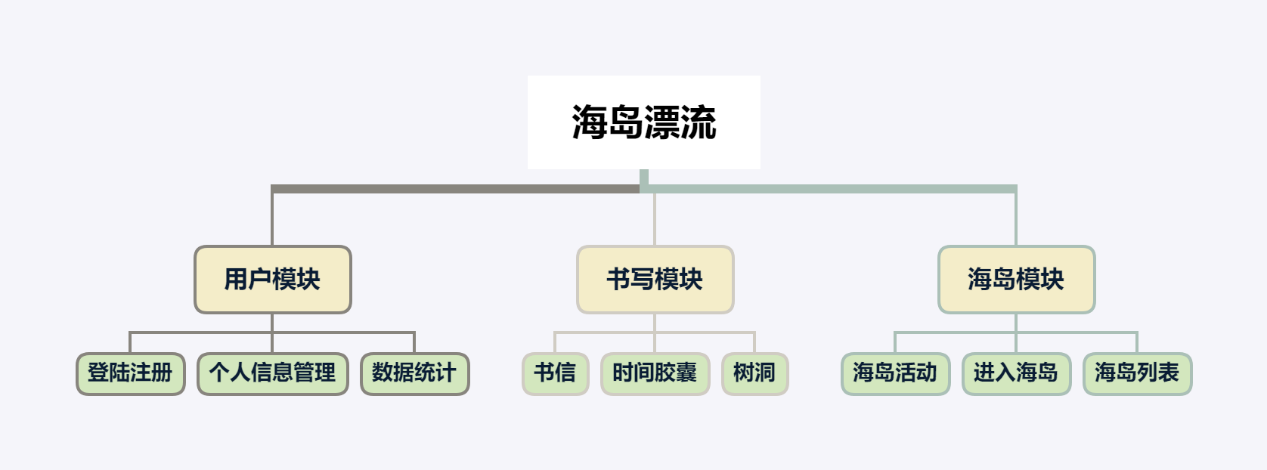 海岛漂流
用户模块
书写模块
海岛模块
登陆注册
个人信息管理
数据统计
书信
时间胶囊
树洞
海岛活动
进入海岛
海岛列表